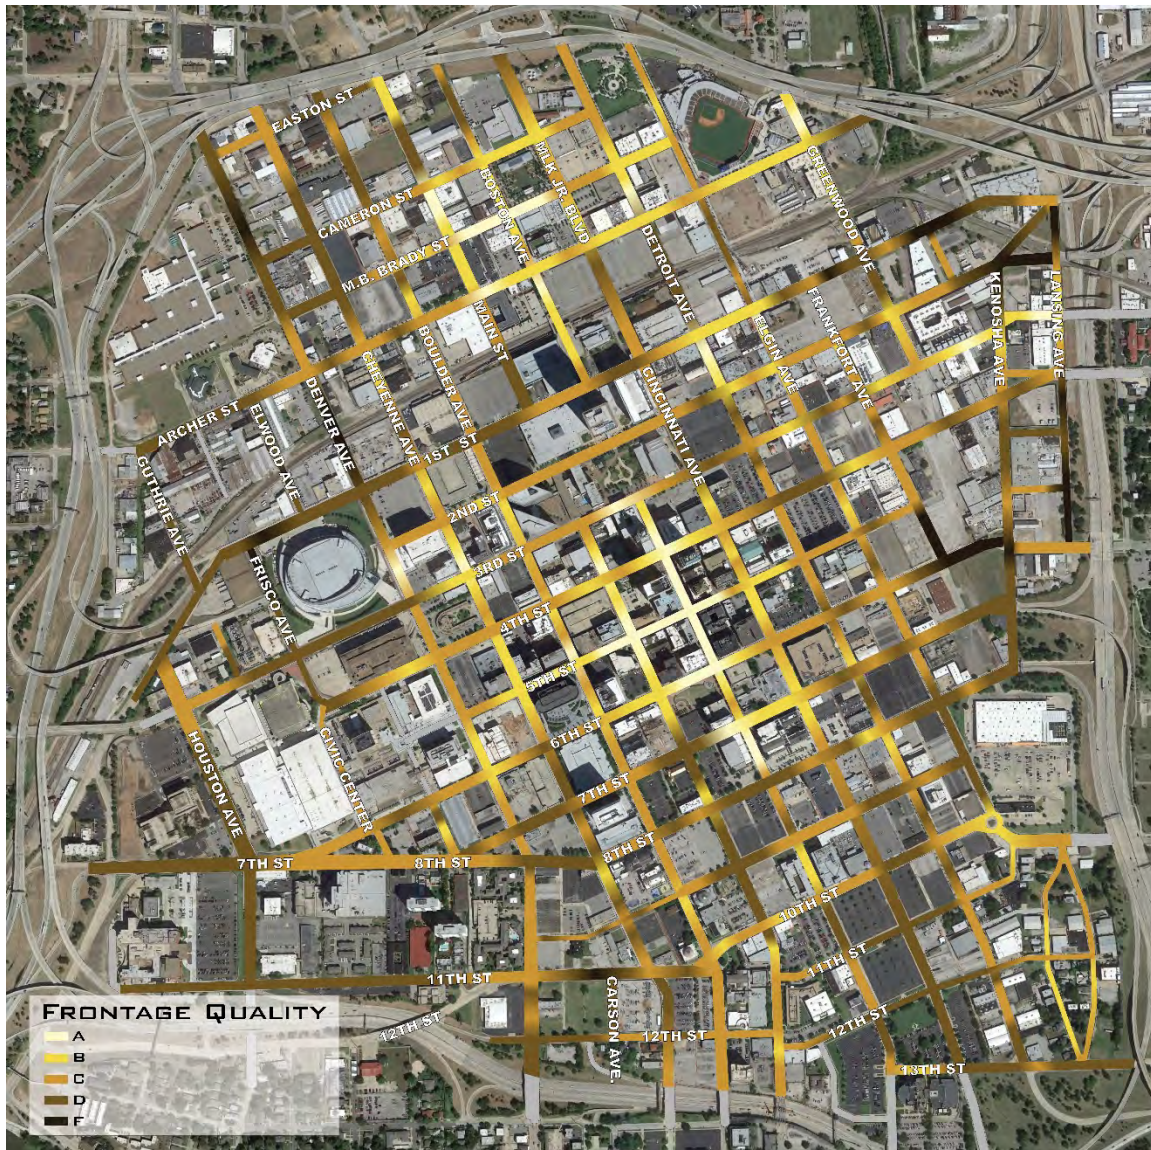 EASTON ST
MLK JR. BLVD
GREENWOOD AVE
BOSTON AVE
CAMERON ST
M.B. BRADY ST
DETROIT AVE
KENOSHA AVE
LANSING AVE
MAIN ST
FRANKFORT AVE
ELGIN AVE
BOULDER AVE
CHEYENNE AVE
DENVER AVE
CINCINNATI AVE
ARCHER ST
ELWOOD AVE
1ST ST
GUTHRIE AVE
2ND ST
FRISCO AVE
3RD ST
4TH ST
5TH ST
6TH ST
HOUSTON AVE
CIVIC CENTER
7TH ST
8TH ST
7TH ST
8TH ST
10TH ST
11TH ST
11TH ST
CARSON AVE.
12TH ST
12TH ST
12TH ST
13TH ST
FRONTAGE QUALITY
A
B
C
D
F